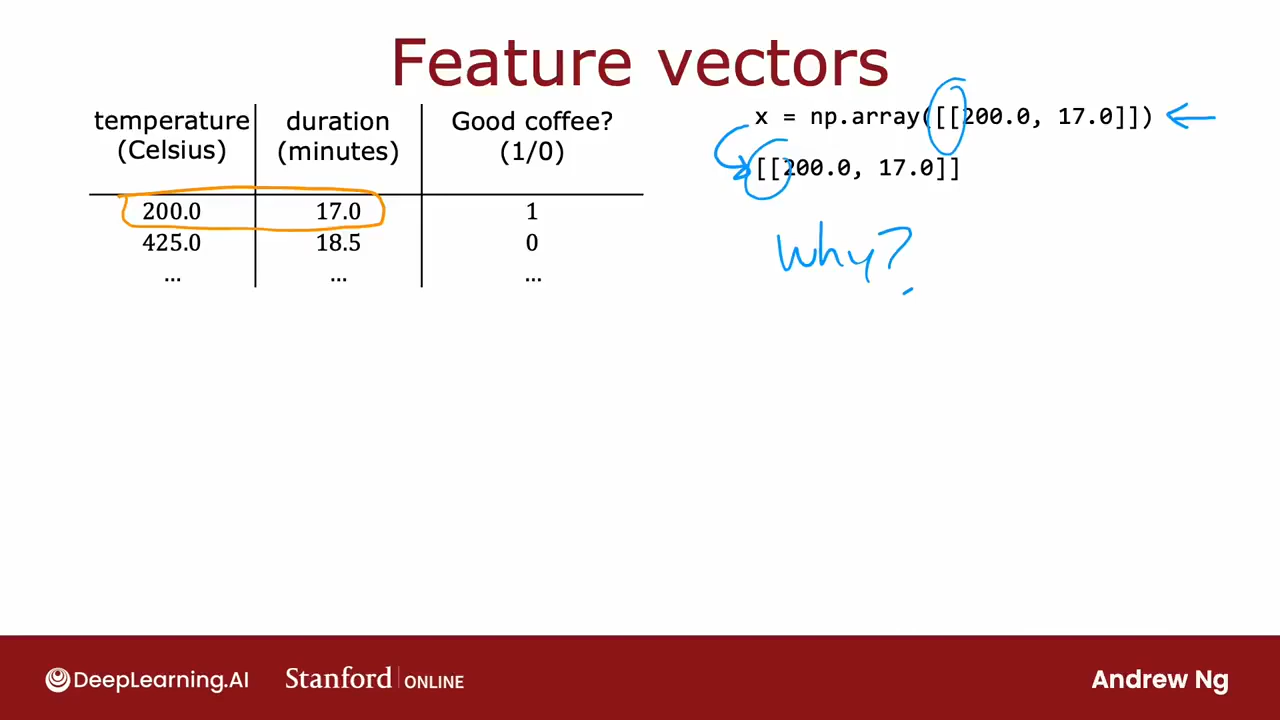 Feature vectors
temperature (Celsius) duration (minutes) Good coffee? (1/0)
200.0 17.0 1
425.0 18.5 0
... ... ...
x = np.array([[200.0, 17.0]])
[[200.0, 17.0]]
Why?
DeepLearning.AI Stanford ONLINE Andrew Ng